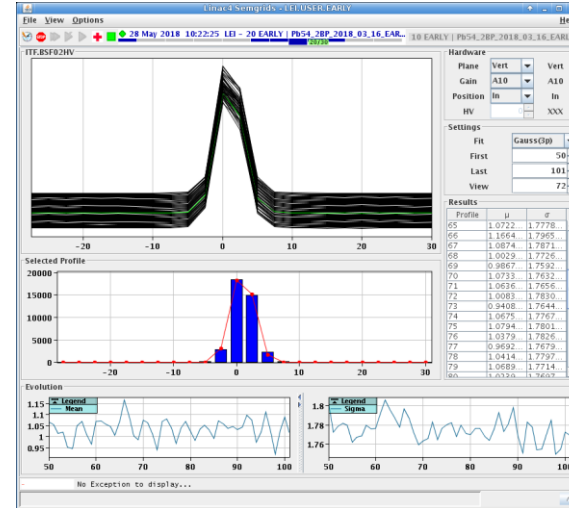 Linac4 Semgrids - LEI.USER.EARLY
File View Options He
28 May 2018 10:22:25 LEI - 20 EARLY | Pb54_2BP_2018_03_16_EAR... 10 EARLY | Pb54_2BP_2018_03_16_EARL
20/30
ITF.BSF02HV
-20 -10 0 10 20 30
Selected Profile
20000
15000
10000
5000
0
-20 -10 0 10 20 30
Hardware
Plane Vert Vert
Gain A10 A10
Position In In
HV XXX
Settings
Fit Gauss(3p)
First 50
Last 101
View 72
Results
Profile μ σ
65 1.0722... 1.7778...
66 1.1664... 1.7965...
67 1.0874... 1.7871...
68 1.0029... 1.7726...
69 0.9867... 1.7592...
70 1.0733... 1.7632...
71 1.0636... 1.7656...
72 1.0083... 1.7830...
73 0.9408... 1.7644...
74 1.0675... 1.7767...
75 1.0794... 1.7801...
76 1.0379... 1.7826...
77 0.9692... 1.7679...
78 1.0414... 1.7797...
79 1.0689... 1.7714...
Evolution
Legend
Mean
1.15
1.1
1.05
1
0.95
50 60 70 80 90 100
Legend
Sigma
1.8
1.78
1.76
50 60 70 80 90 100
- No Exception to display...